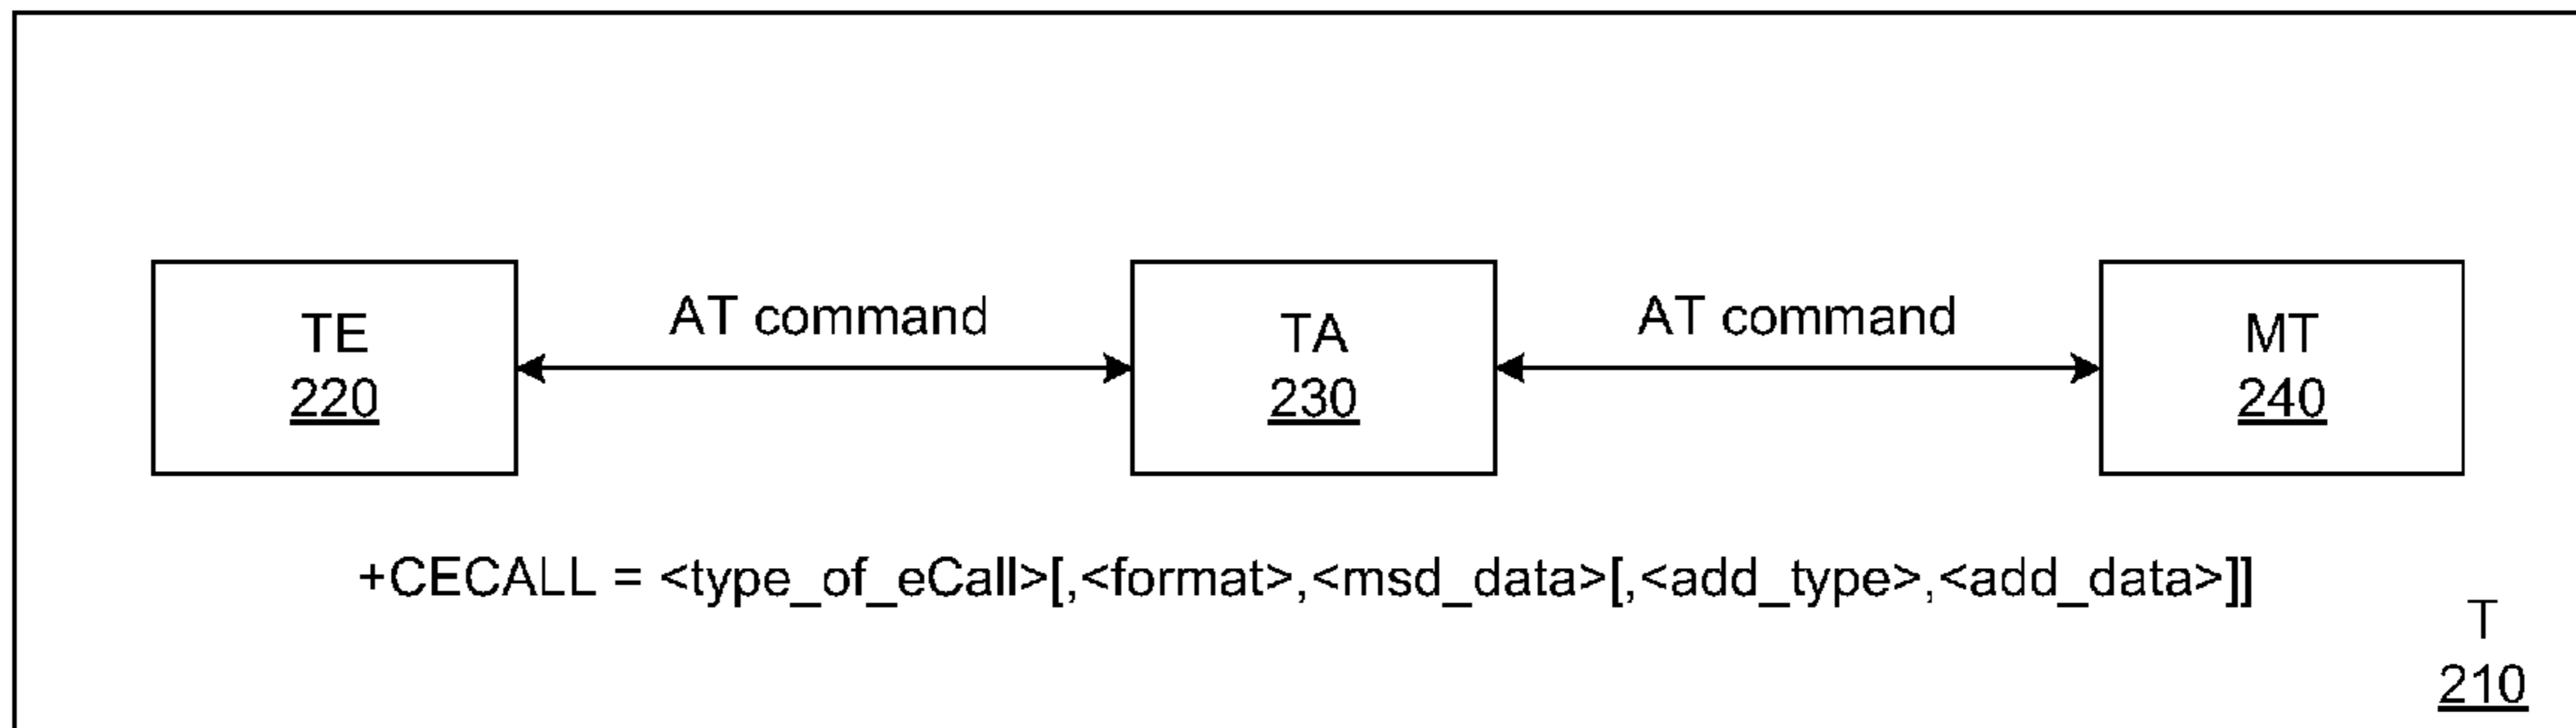 TE
220
AT command
TA
230
AT command
MT
240
+CECALL = <type_of_eCall>[,<format>,<msd_data>[,<add_type>,<add_data>]]
T
210